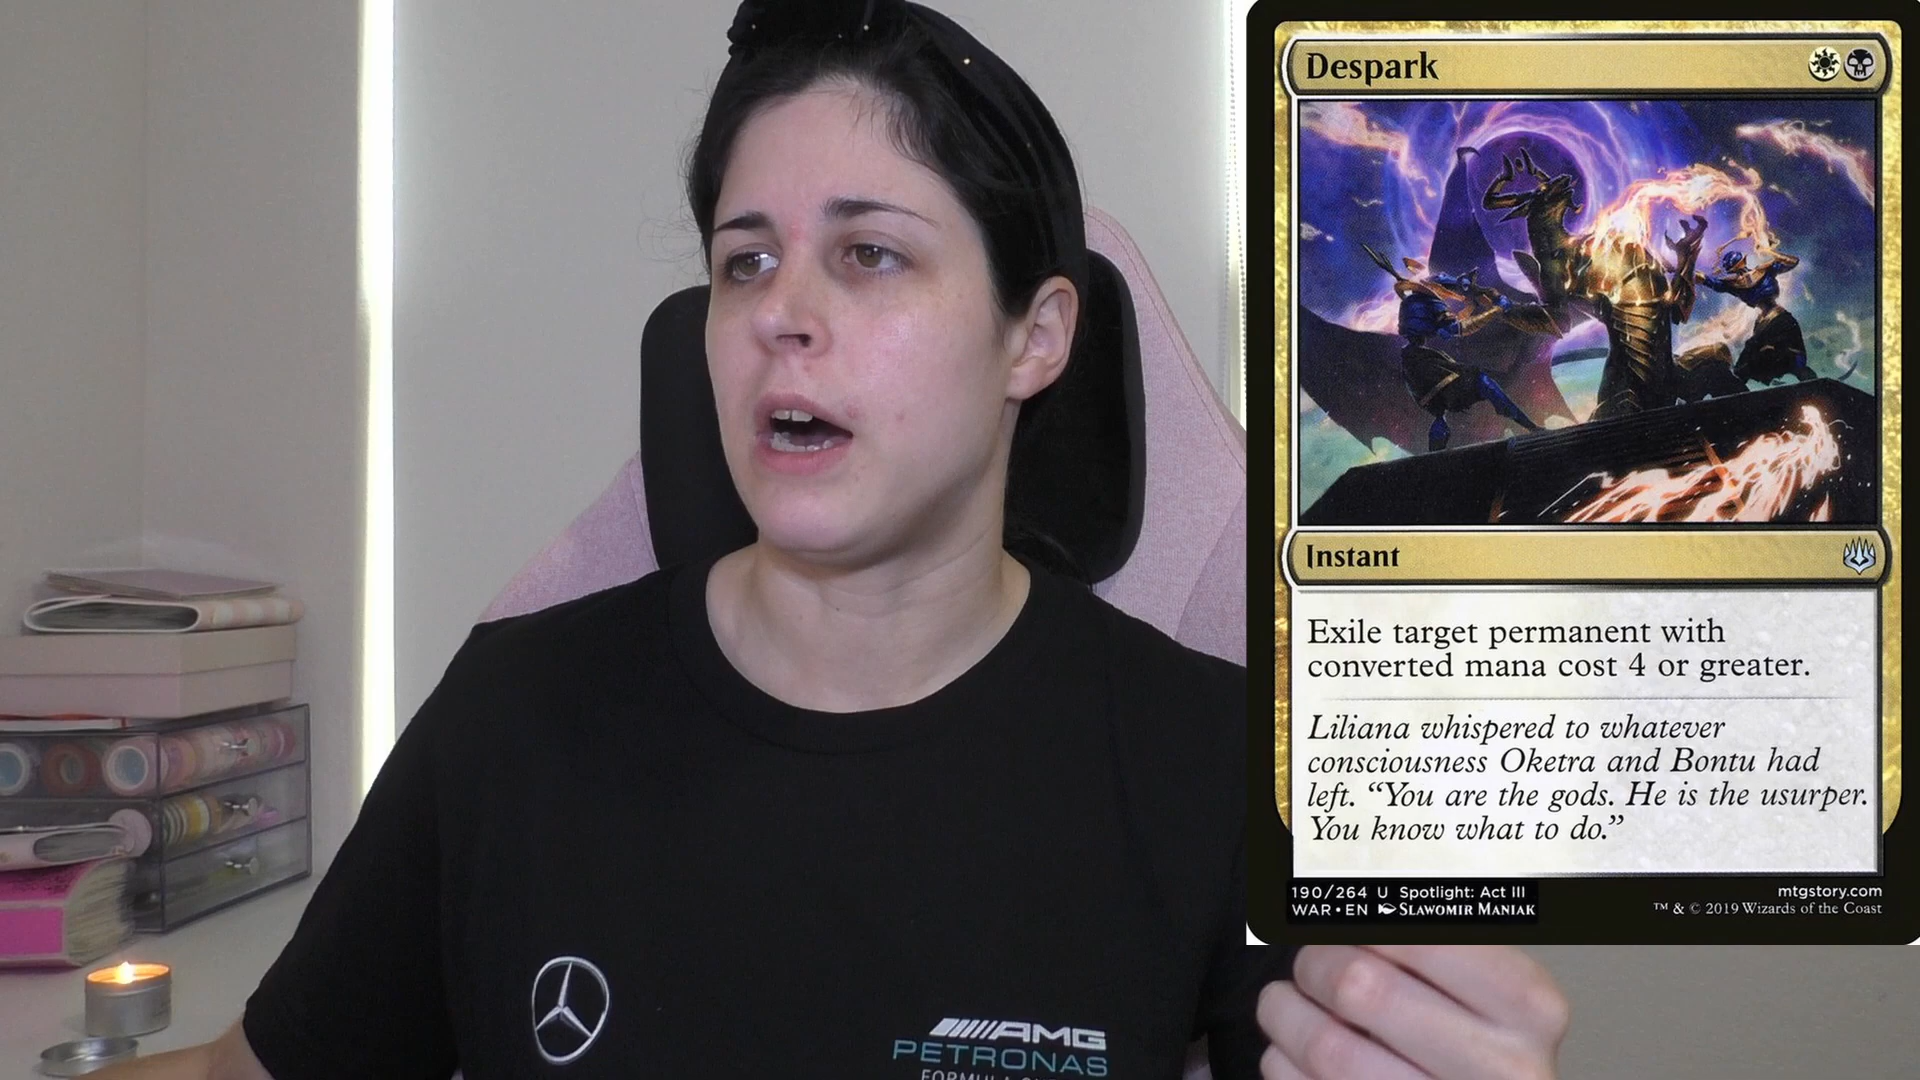 Despark
Instant
Exile target permanent with
converted mana cost 4 or greater.
Liliana whispered to whatever
consciousness Oketra and Bontu had
left. “You are the gods. He is the usurper.
You know what to do.”
190/264 U Spotlight: Act III
WAR • EN SLAWOMIR MANIAK
mtgstory.com
™ & © 2019 Wizards of the Coast
AMG
PETRONAS
FORMULA